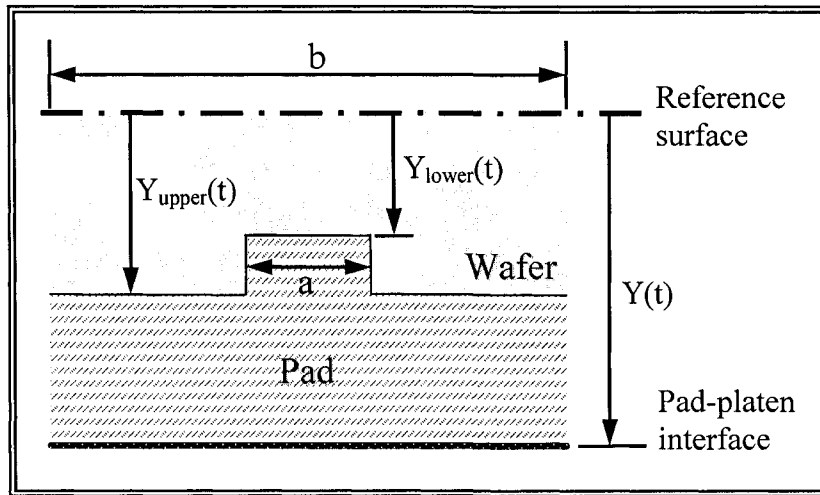 b
Reference
surface
Yupper(t)
Ylower(t)
Wafer
a
Y(t)
Pad
Pad-platen
interface